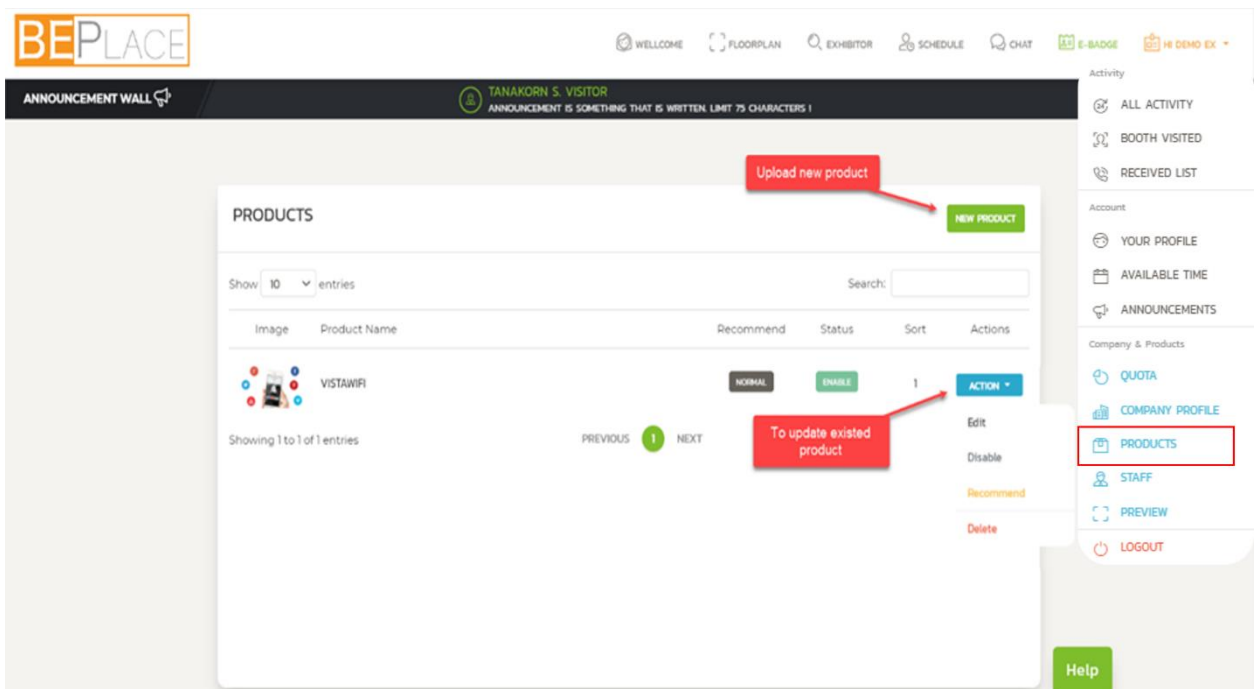 BEPLACE
WELLCOME FLOORPLAN EXHIBITOR SCHEDULE CHAT E-BADGE HI DEMO EX
ANNOUNCEMENT WALL
TANAKORN S. VISITOR
ANNOUNCEMENT IS SOMETHING THAT IS WRITTEN. LIMIT 75 CHARACTERS !
Activity
ALL ACTIVITY
BOOTH VISITED
RECEIVED LIST
Account
YOUR PROFILE
AVAILABLE TIME
ANNOUNCEMENTS
Company & Products
QUOTA
COMPANY PROFILE
PRODUCTS
STAFF
PREVIEW
LOGOUT
Upload new product
PRODUCTS
NEW PRODUCT
Show 10 entries
Search:
Image Product Name Recommend Status Sort Actions
VISTAWIFI NORMAL ENABLE 1 ACTION
Showing 1 to 1 of 1 entries
PREVIOUS 1 NEXT
To update existed
product
Edit
Disable
Recommend
Delete
Help